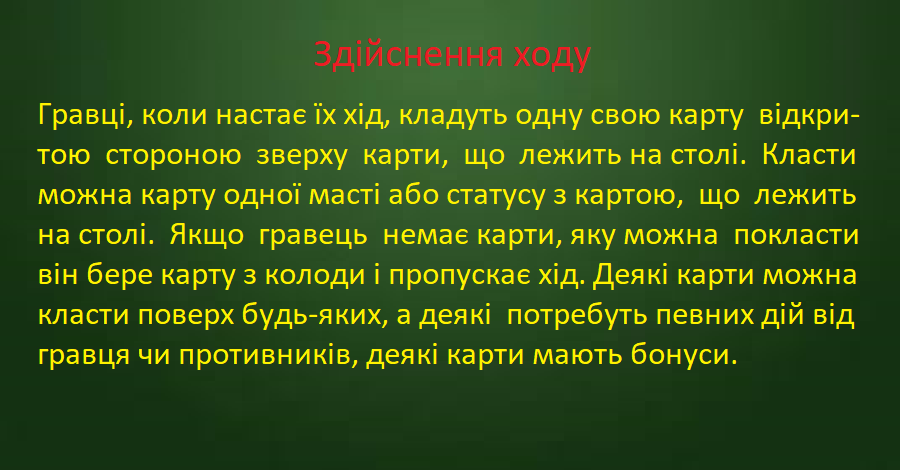 Здійснення ходу
Гравці, коли настає їх хід, кладуть одну свою карту відкри-
тою стороною зверху карти, що лежить на столі. Класти
можна карту одної масті або статусу з картою, що лежить
на столі. Якщо гравець немає карти, яку можна покласти
він бере карту з колоди і пропускає хід. Деякі карти можна
класти поверх будь-яких, а деякі потребуть певних дій від
гравця чи противників, деякі карти мають бонуси.